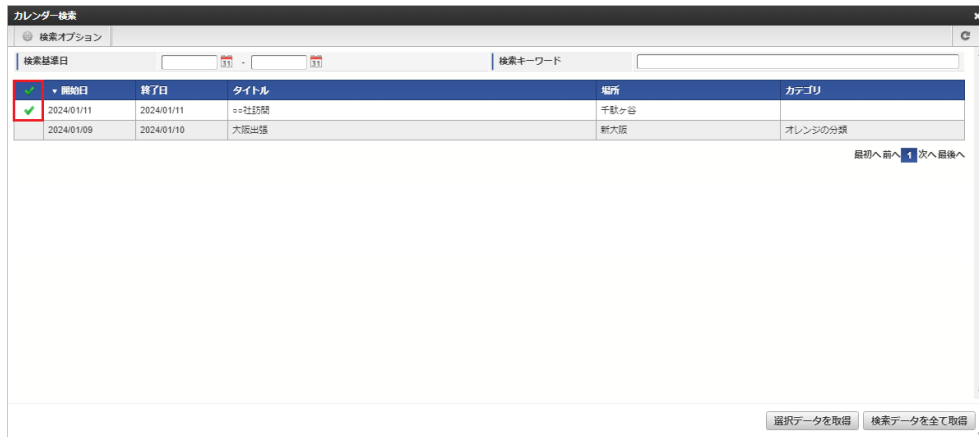 カレンダー検索
検索オプション
検索基準日 31 - 31 検索キーワード
▼ 開始日 終了日 タイトル 場所 カテゴリ
2024/01/11 2024/01/11 ○○社訪問 千駄ヶ谷
2024/01/09 2024/01/10 大阪出張 新大阪 オレンジの分類
最初へ 前へ 1 次へ 最後へ
選択データを取得 検索データを全て取得